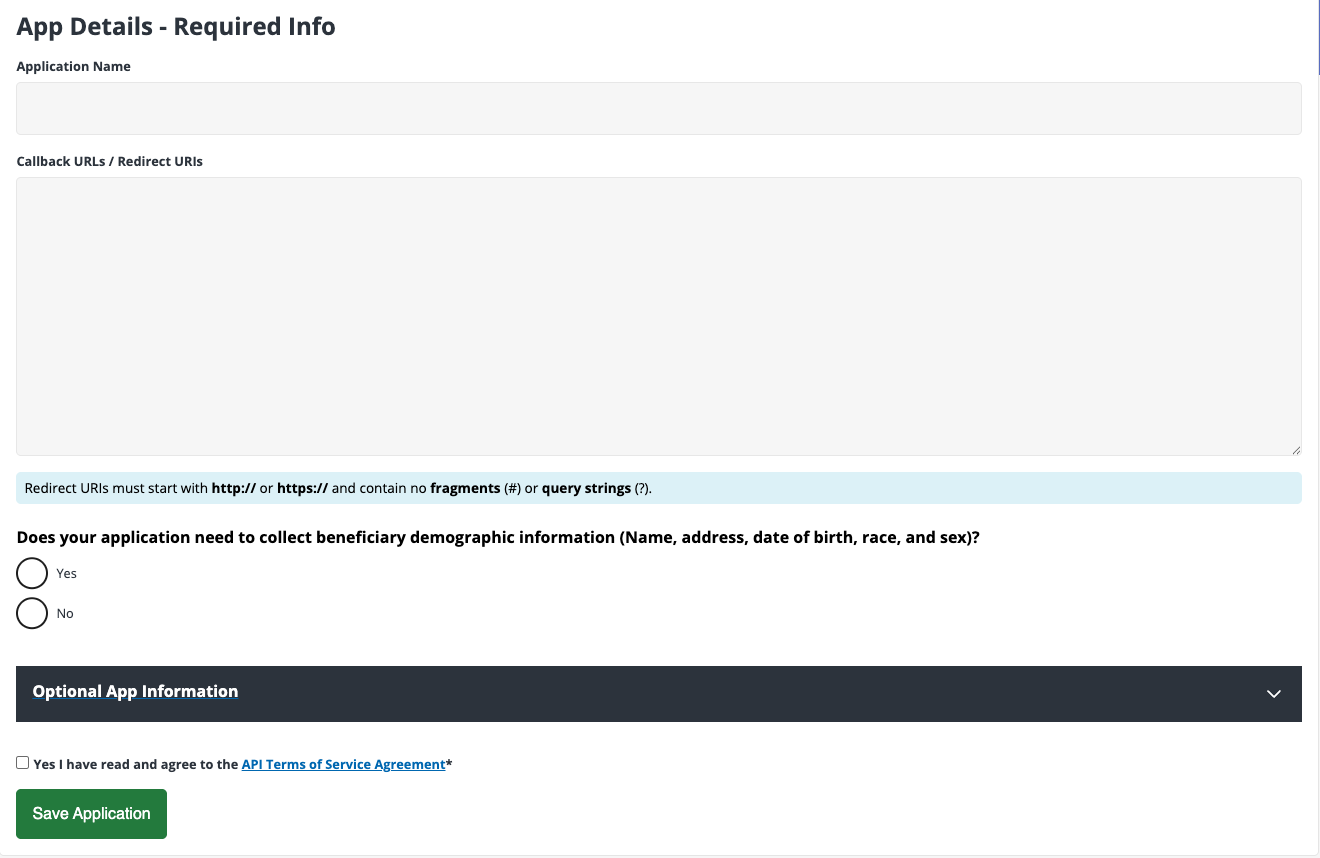 App Details - Required Info
Application Name
Callback URLs / Redirect URIs
Redirect URIs must start with http:// or https:// and contain no fragments (#) or query strings (?).
Does your application need to collect beneficiary demographic information (Name, address, date of birth, race, and sex)?
Yes
No
Optional App Information
Yes I have read and agree to the API Terms of Service Agreement*
Save Application